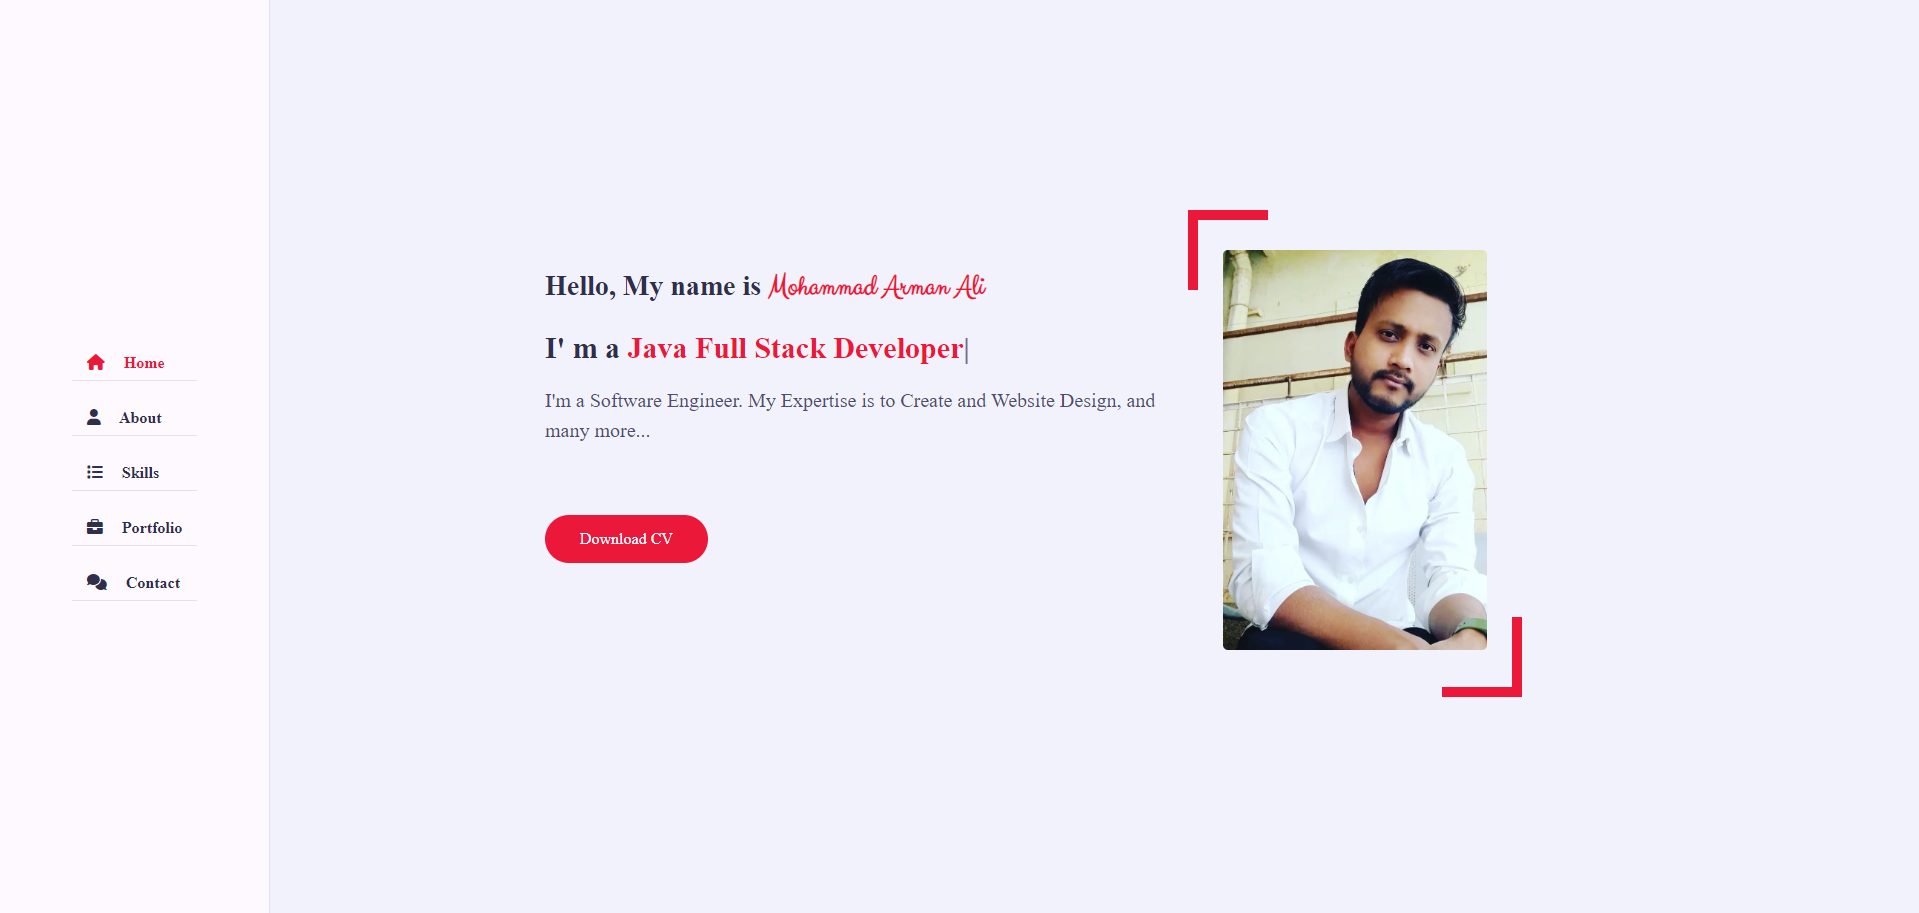 Home
About
Skills
Portfolio
Contact
Hello, My name is Mohammad Arman Ali
I' m a Java Full Stack Developer|
I'm a Software Engineer. My Expertise is to Create and Website Design, and
many more...
Download CV